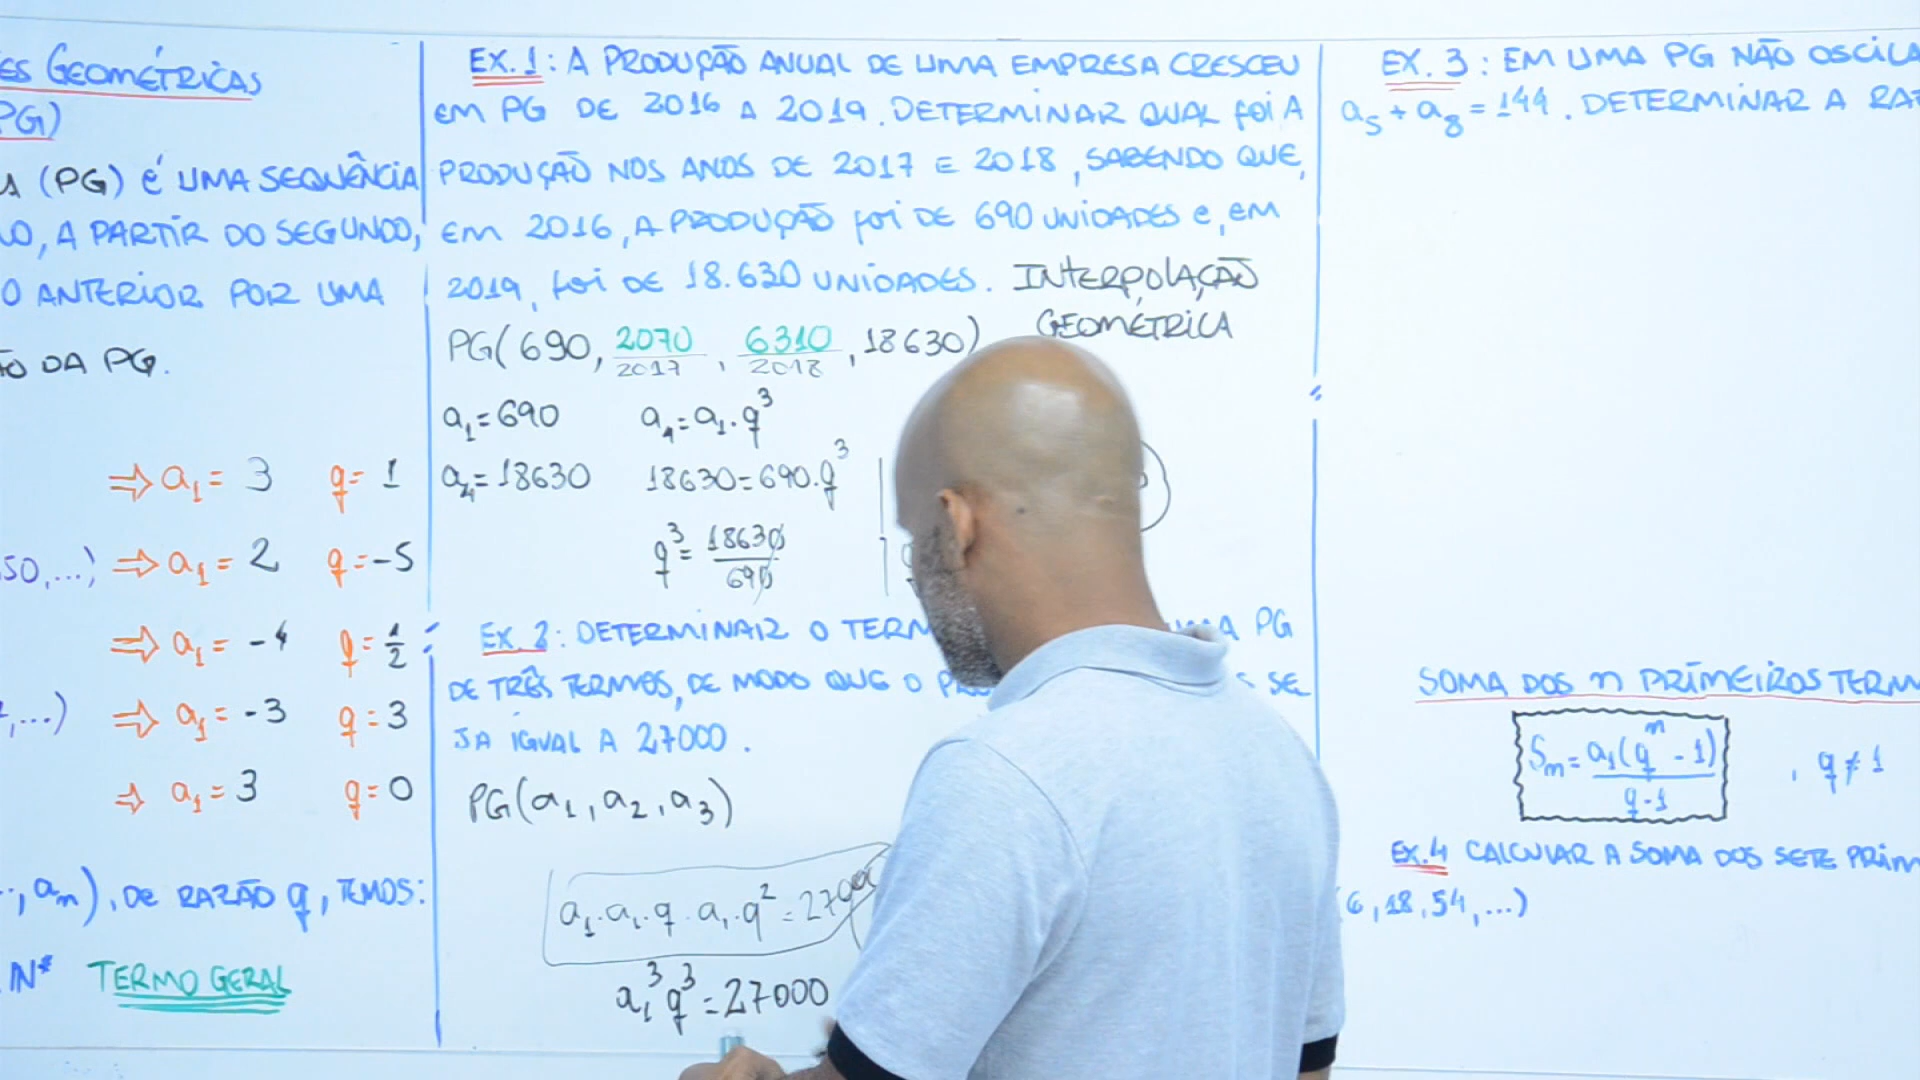 ES GEOMÉTRICAS
PG)
A (PG) É UMA SEQUÊNCIA
O, A PARTIR DO SEGUNDO,
O ANTERIOR POR UMA
ÃO DA PG.
⇒ a₁ = 3 q = 1
50, ...) ⇒ a₁ = 2 q = -5
⇒ a₁ = -4 q = 1/2
, ...) ⇒ a₁ = -3 q = 3
⇒ a₁ = 3 q = 0
, aₙ), DE RAZÃO q, TEMOS:
IN* TERMO GERAL
EX. 1 : A PRODUÇÃO ANUAL DE UMA EMPRESA CRESCEU
EM PG DE 2016 A 2019. DETERMINAR QUAL FOI A
PRODUÇÃO NOS ANOS DE 2017 E 2018, SABENDO QUE,
EM 2016, A PRODUÇÃO FOI DE 690 UNIDADES E, EM
2019, FOI DE 18.630 UNIDADES. INTERPOLAÇÃO
GEOMÉTRICA
PG(690, 2070, 6310, 18630)
2017 2018
a₁ = 690 a₄ = a₁ . q³
a₄ = 18630 18630 = 690 . q³
q³ = 18630/690
EX. 2 : DETERMINAR O TERM UMA PG
DE TRÊS TERMOS, DE MODO QUE O SE
JA IGUAL A 27000.
PG(a₁, a₂, a₃)
a₁ . a₁ . q . a₁ . q² = 27000
a₁³ q³ = 27000
EX. 3 : EM UMA PG NÃO OSCILA
a₅ + a₈ = 144. DETERMINAR A RAZ
SOMA DOS n PRIMEIROS TERM
Sₙ = a₁(qⁿ - 1)/q - 1 , q ≠ 1
EX. 4 CALCULAR A SOMA DOS SETE PRIM
(6, 18, 54, ...)